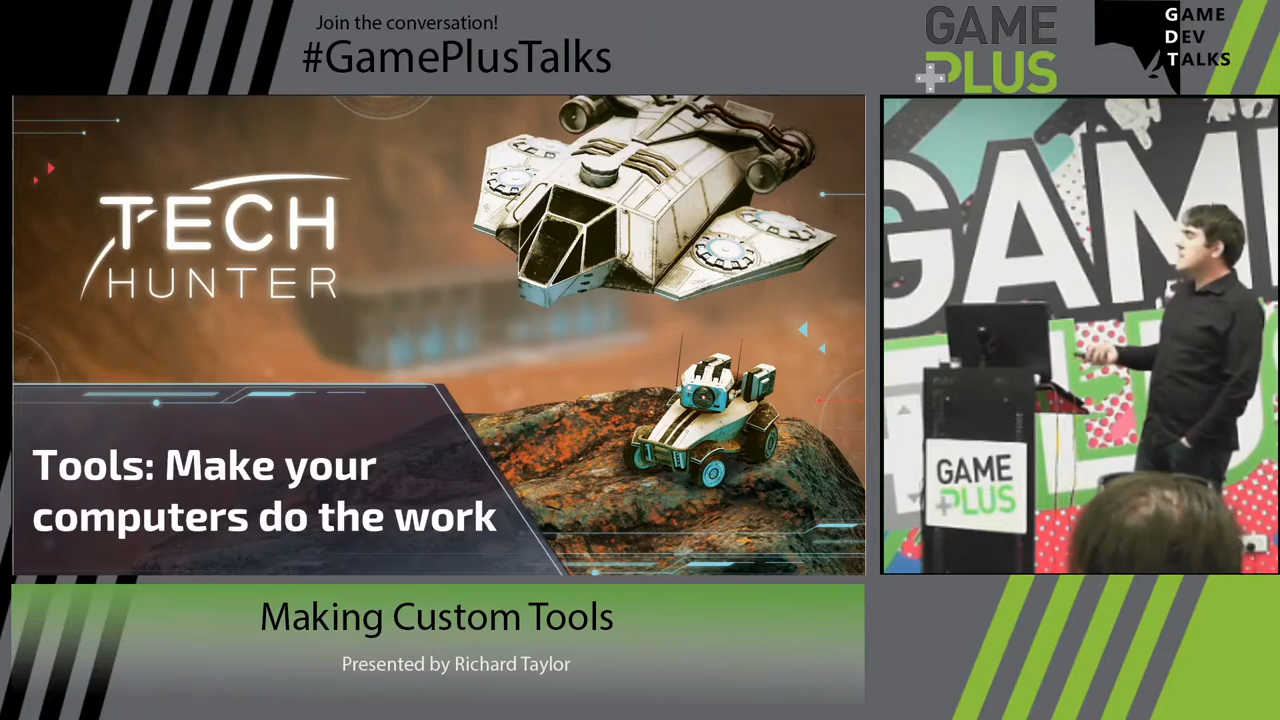 Join the conversation!
#GamePlusTalks
GAME
PLUS
GAME
DEV
TALKS
TECH
HUNTER
Tools: Make your
computers do the work
GAME
GAME
PLUS
Making Custom Tools
Presented by Richard Taylor